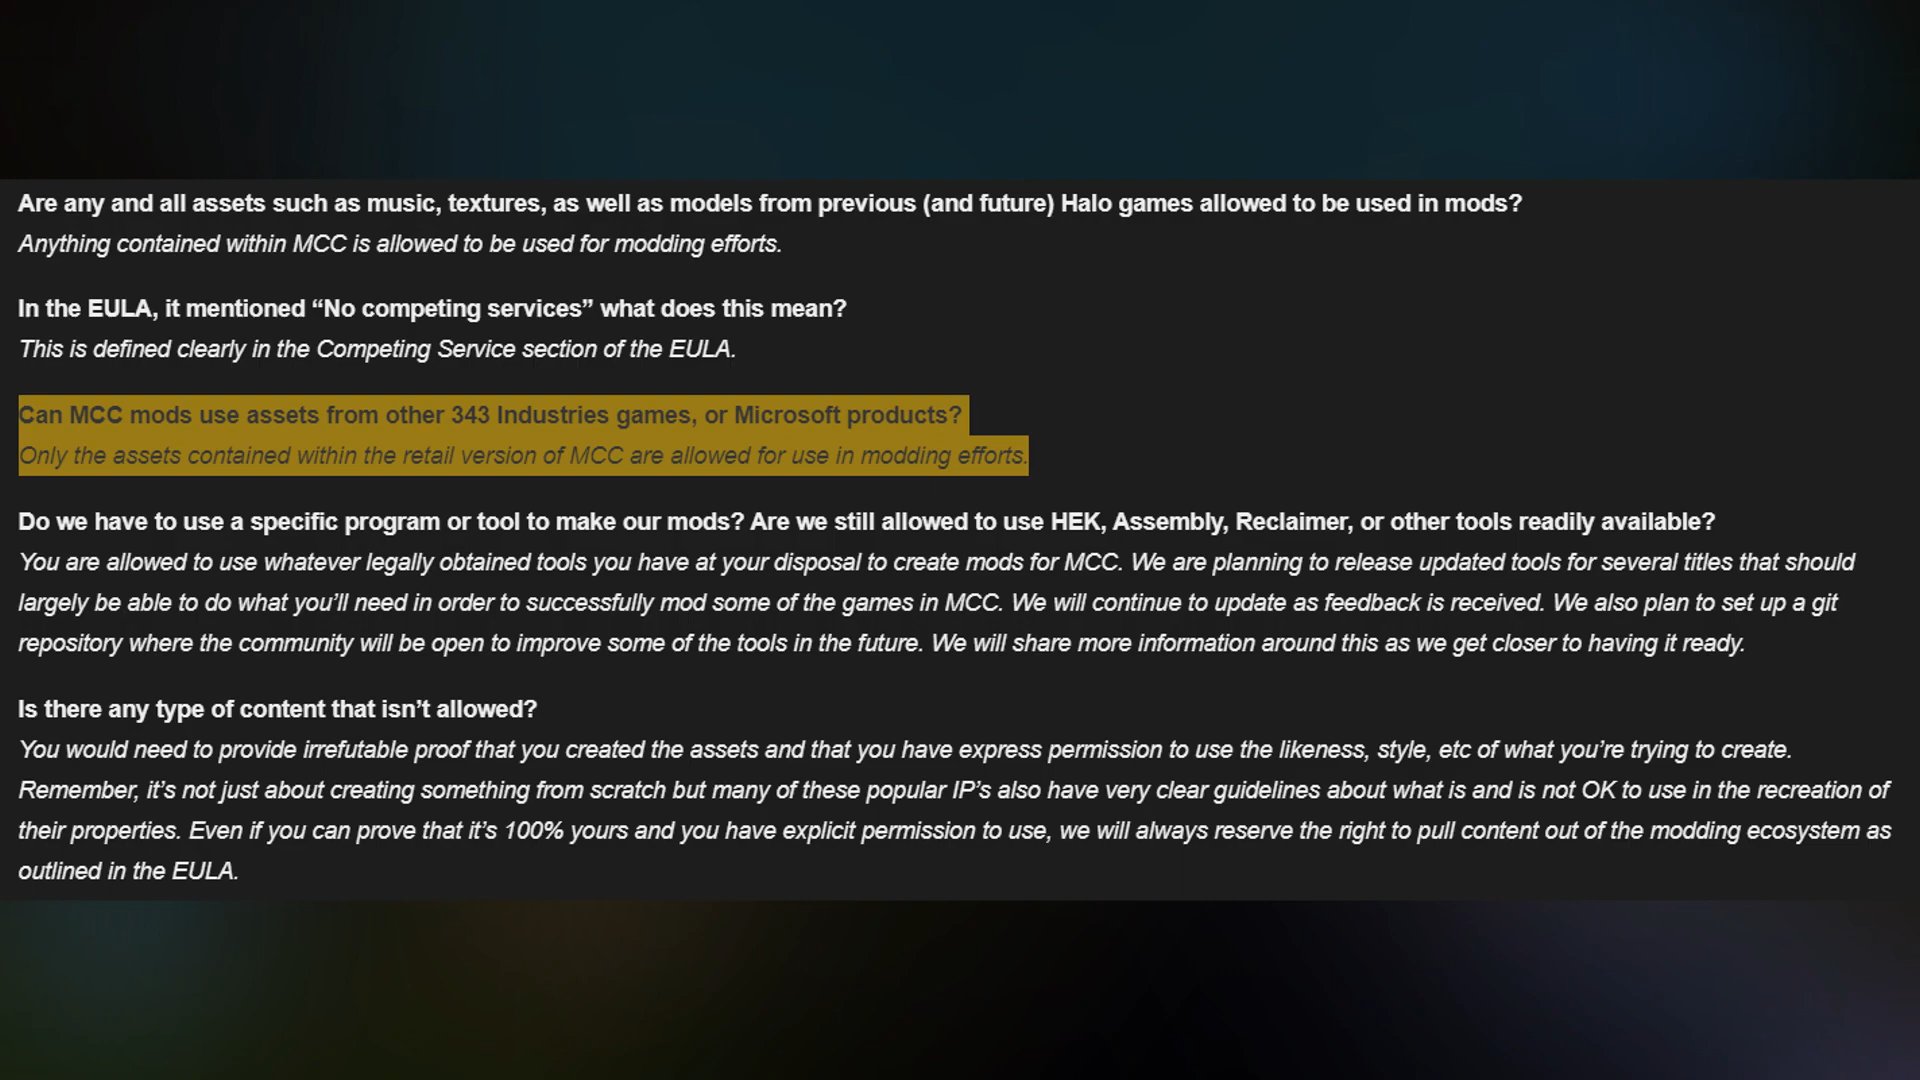 Are any and all assets such as music, textures, as well as models from previous (and future) Halo games allowed to be used in mods?
Anything contained within MCC is allowed to be used for modding efforts.
In the EULA, it mentioned “No competing services” what does this mean?
This is defined clearly in the Competing Service section of the EULA.
Can MCC mods use assets from other 343 Industries games, or Microsoft products?
Only the assets contained within the retail version of MCC are allowed for use in modding efforts.
Do we have to use a specific program or tool to make our mods? Are we still allowed to use HEK, Assembly, Reclaimer, or other tools readily available?
You are allowed to use whatever legally obtained tools you have at your disposal to create mods for MCC. We are planning to release updated tools for several titles that should
largely be able to do what you’ll need in order to successfully mod some of the games in MCC. We will continue to update as feedback is received. We also plan to set up a git
repository where the community will be open to improve some of the tools in the future. We will share more information around this as we get closer to having it ready.
Is there any type of content that isn’t allowed?
You would need to provide irrefutable proof that you created the assets and that you have express permission to use the likeness, style, etc of what you’re trying to create.
Remember, it’s not just about creating something from scratch but many of these popular IP’s also have very clear guidelines about what is and is not OK to use in the recreation of
their properties. Even if you can prove that it’s 100% yours and you have explicit permission to use, we will always reserve the right to pull content out of the modding ecosystem as
outlined in the EULA.